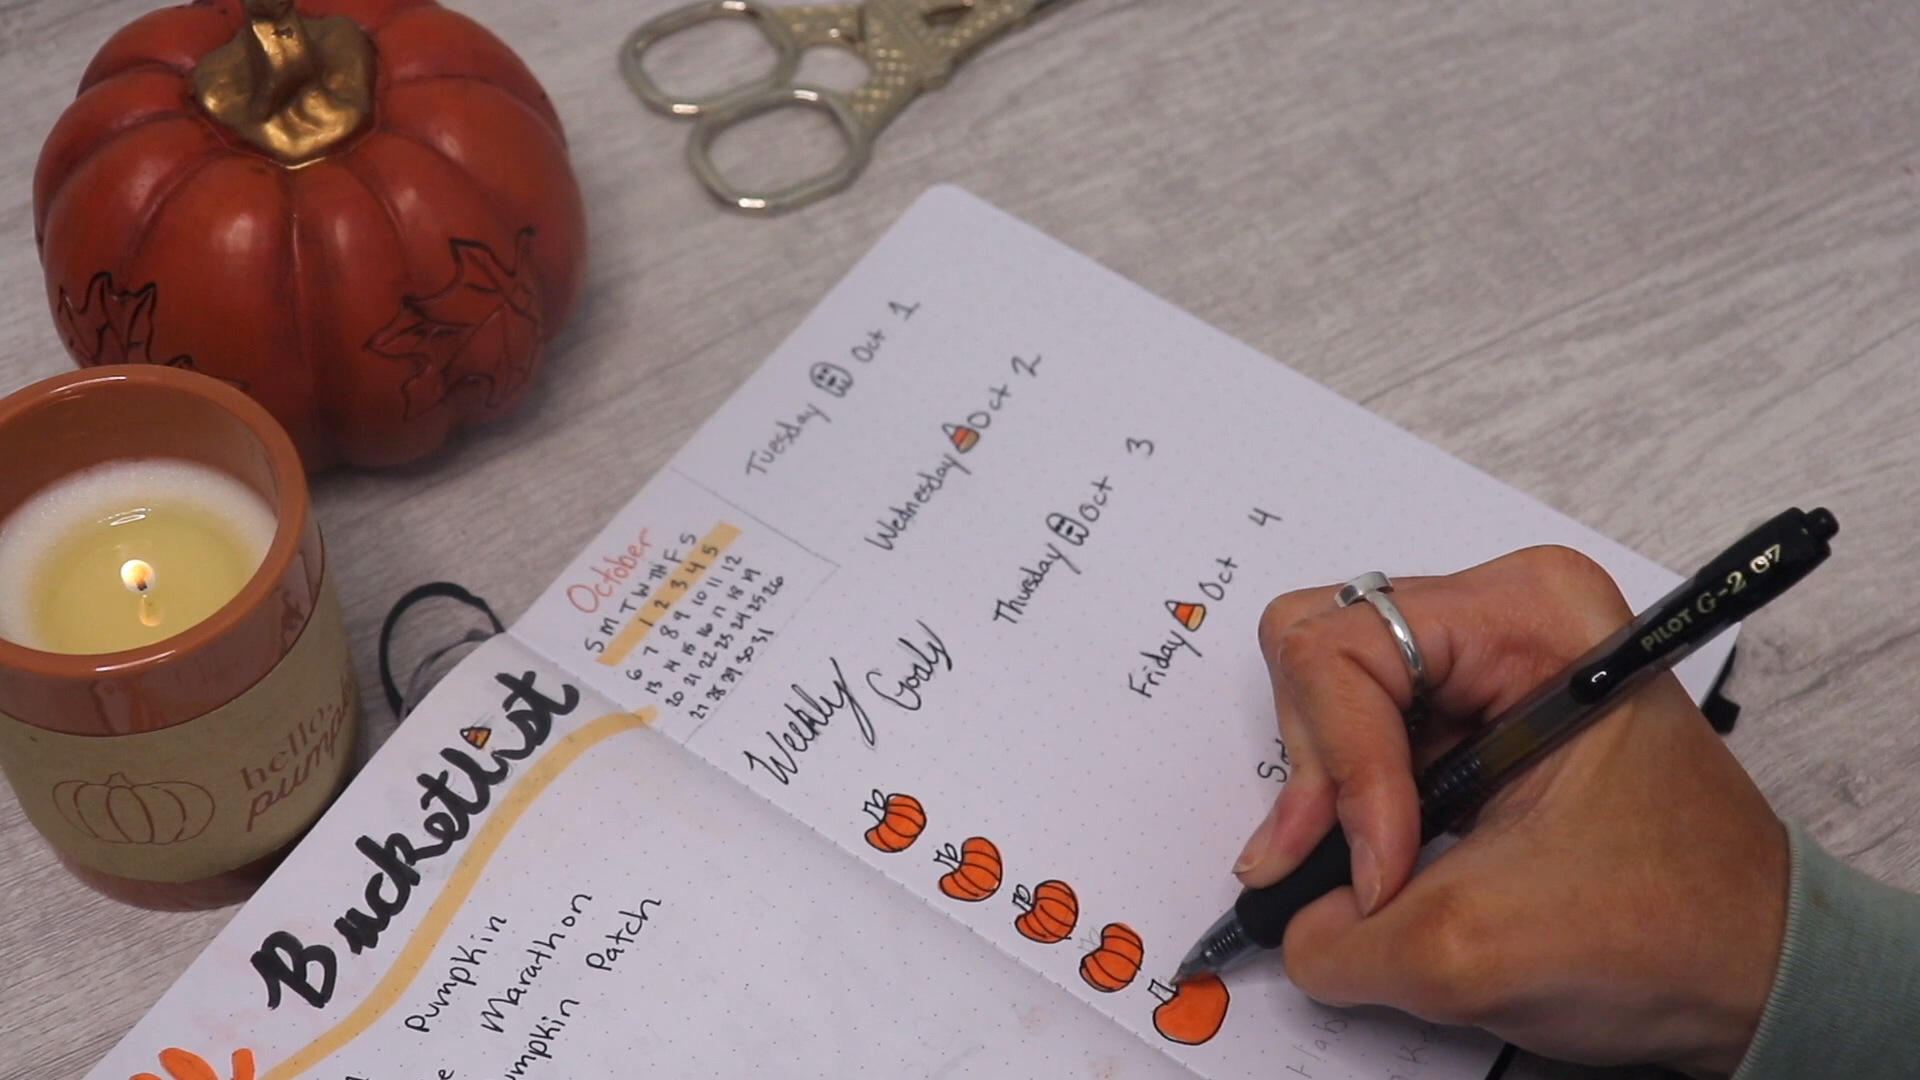 Tuesday Oct 1
Wednesday Oct 2
Thursday Oct 3
Friday Oct 4
October
S M T W TH F S
1 2 3 4 5
6 7 8 9 10 11 12
13 14 15 16 17 18 19
20 21 22 23 24 25 26
27 28 29 30 31
Weekly
Goals
Bucketlist
Pumpkin
Marathon
Patch
hello,
PILOT G-2 07